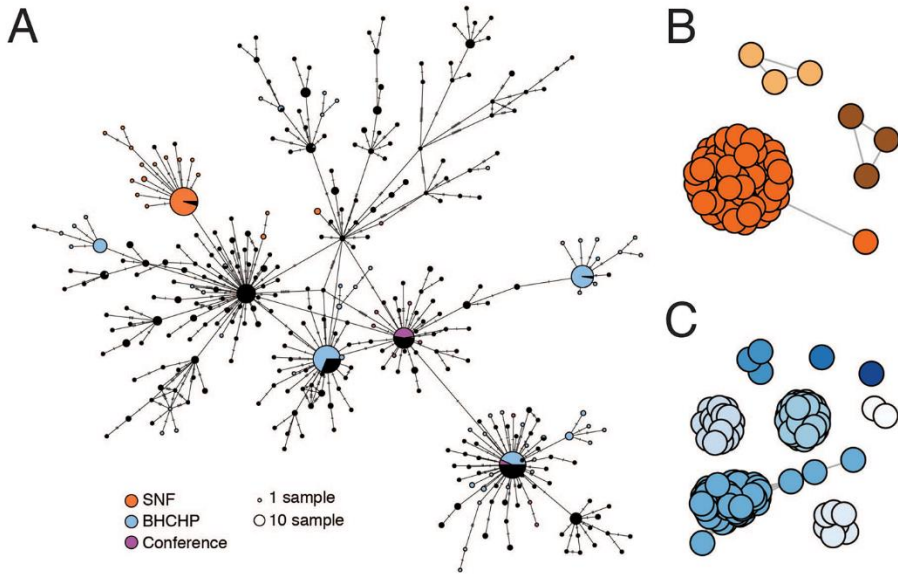 A
B
C
SNF
BHCHP
Conference
1 sample
10 sample